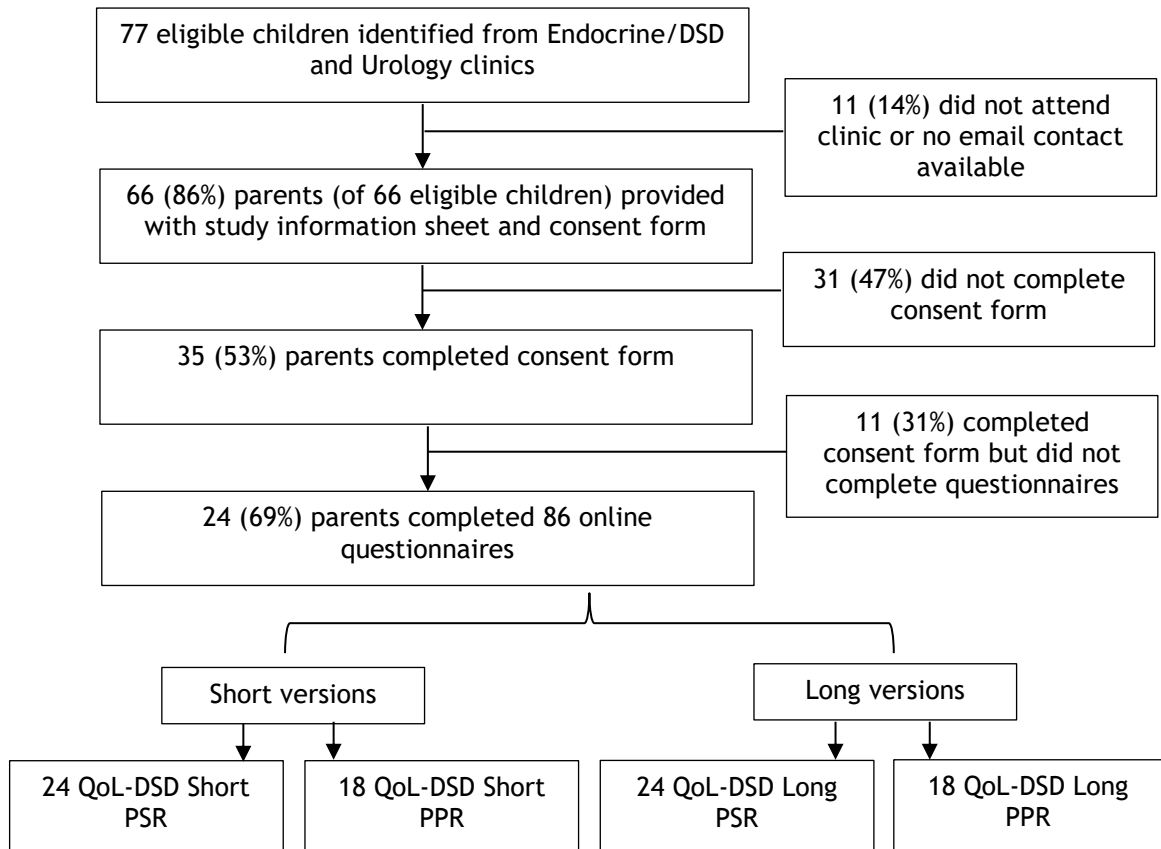 77 eligible children identified from Endocrine/DSD
and Urology clinics
11 (14%) did not attend
clinic or no email contact
available
66 (86%) parents (of 66 eligible children) provided
with study information sheet and consent form
31 (47%) did not complete
consent form
35 (53%) parents completed consent form
11 (31%) completed
consent form but did not
complete questionnaires
24 (69%) parents completed 86 online
questionnaires
Short versions
Long versions
24 QoL-DSD Short
PSR
18 QoL-DSD Short
PPR
24 QoL-DSD Long
PSR
18 QoL-DSD Long
PPR